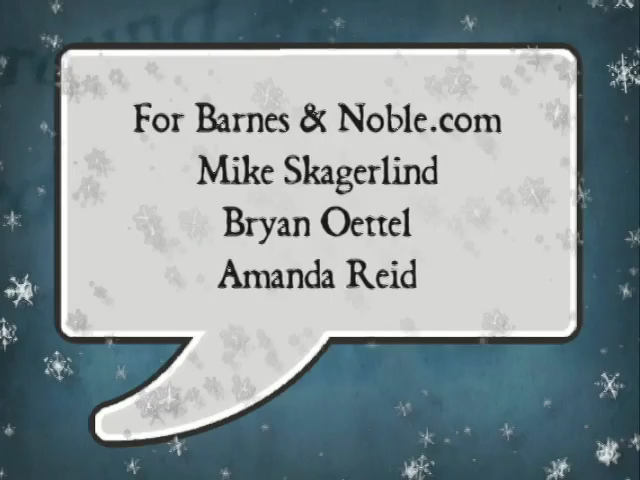 For Barnes & Noble.com
Mike Skagerlind
Bryan Oettel
Amanda Reid